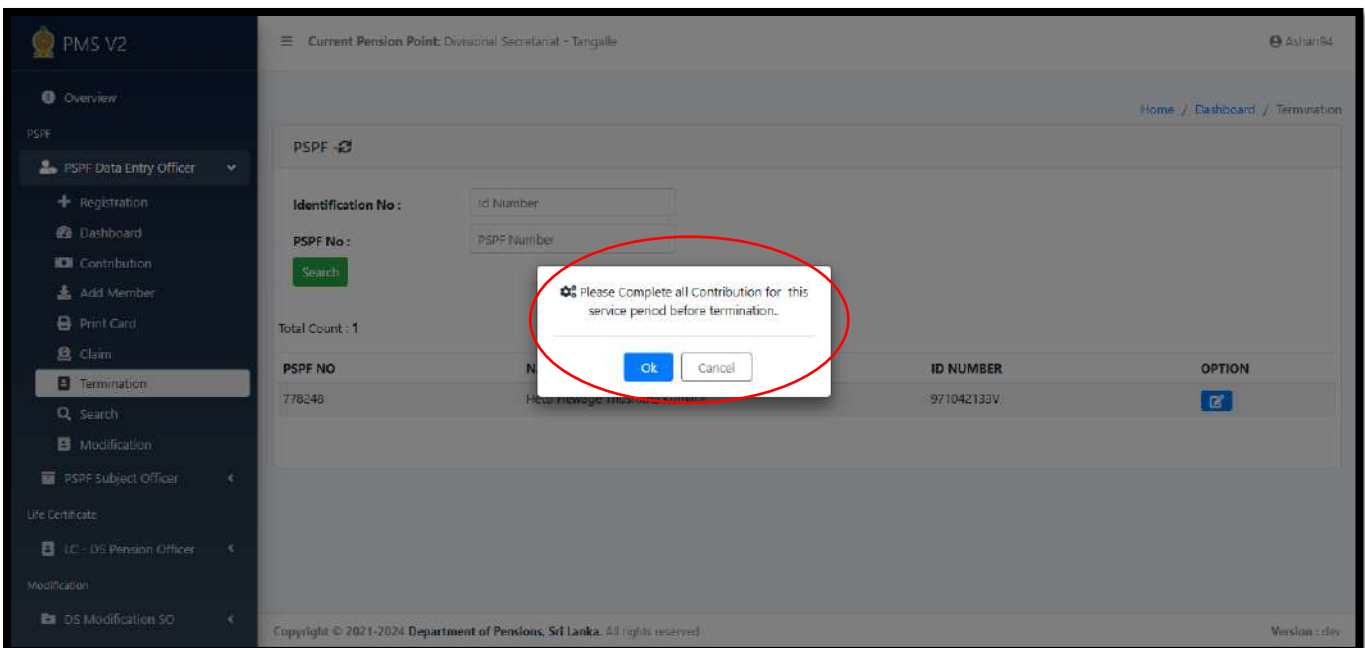 PMS V2
Current Pension Point: Divisional Secretariat - Tangalle
Ashan94
Overview
Home / Dashboard / Termination
PSPF
PSPF -
PSPF Data Entry Officer
Registration
Identification No :
Id Number
Dashboard
PSPF No :
PSPF Number
Contribution
Search
Add Member
Please Complete all Contribution for this
service period before termination..
Print Card
Total Count : 1
Claim
Ok
Cancel
PSPF NO
N
ID NUMBER
OPTION
Termination
778248
971042133V
Search
Modification
PSPF Subject Officer
Life Certificate
LC - DS Pension Officer
Modification
DS Modification SO
Copyright © 2021-2024 Department of Pensions, Sri Lanka. All rights reserved
Version : dev